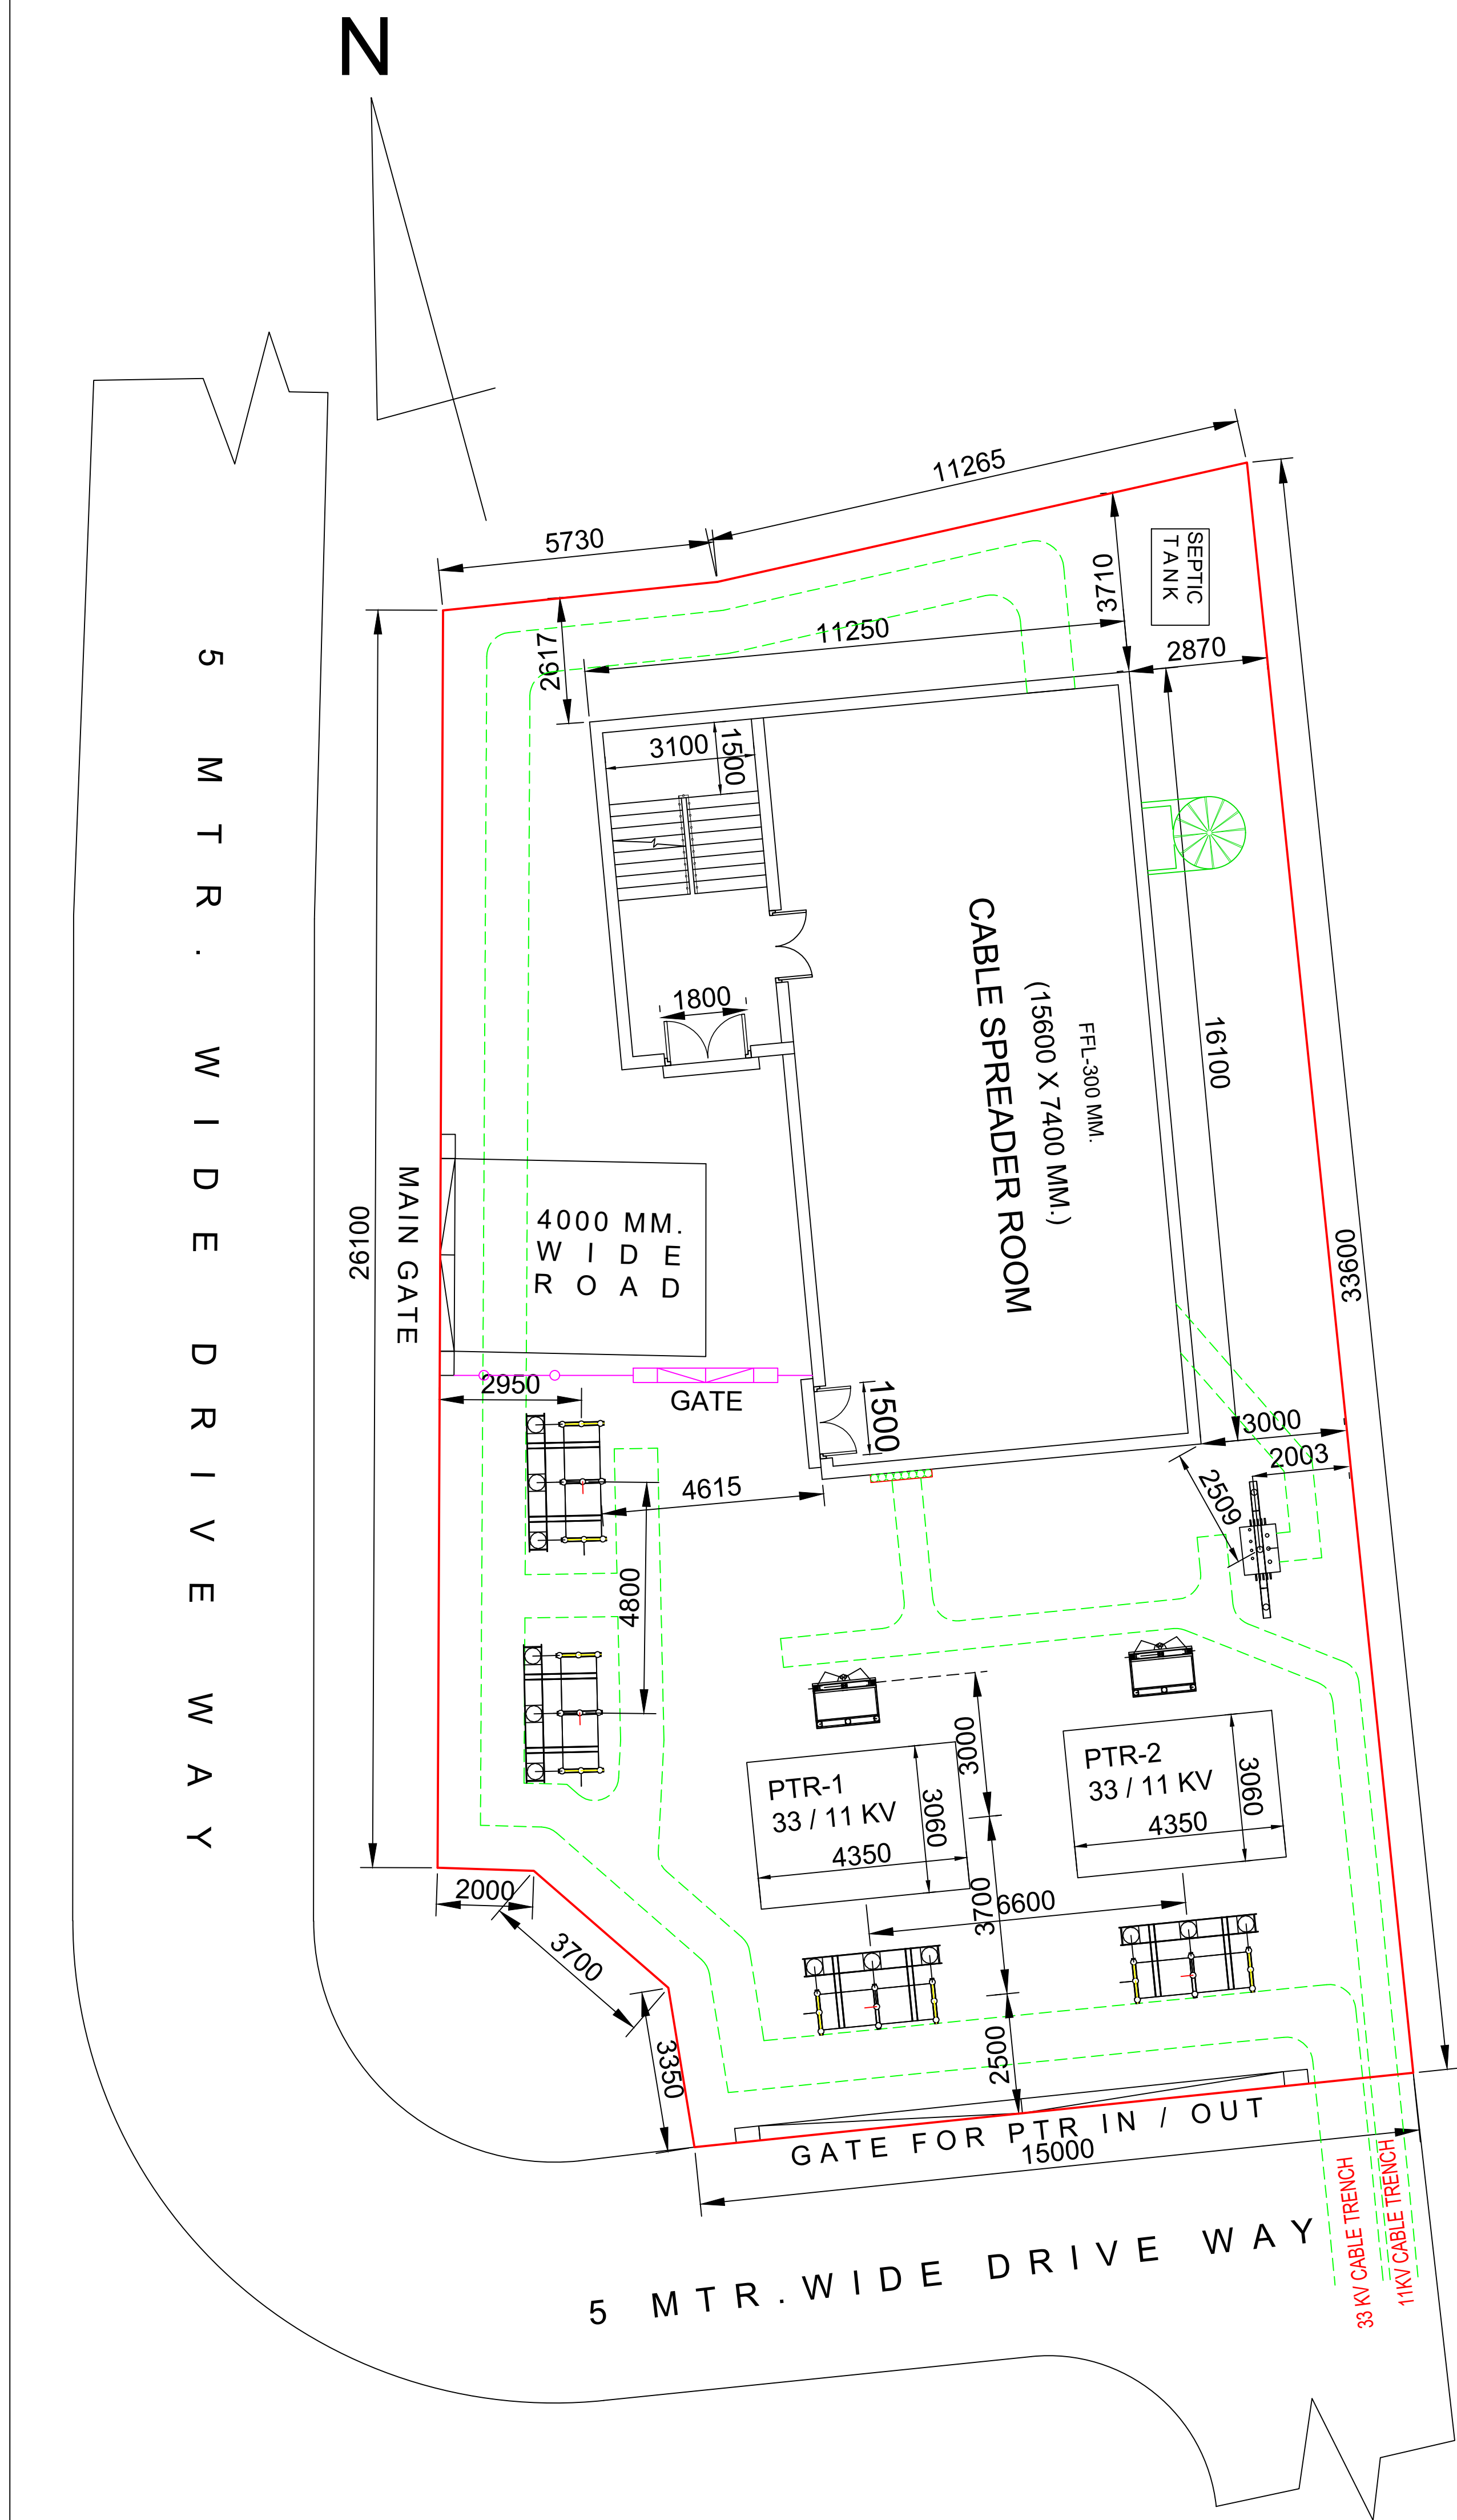 N
11265
5730
3710
SEPTIC
TANK
2617
11250
2870
3100
1500
1800
CABLE SPREADER ROOM
(15600 X 7400 MM.)
FFL-300 MM.
16100
33600
5 MTR. WIDE DRIVE WAY
26100
MAIN GATE
4000 MM.
WIDE
ROAD
2950
GATE
1500
3000
2003
2509
4615
4800
PTR-1
33 / 11 KV
3060
4350
3000
PTR-2
33 / 11 KV
3060
4350
3700
6600
2000
3700
3350
2500
GATE FOR PTR IN / OUT
15000
33 KV CABLE TRENCH
11KV CABLE TRENCH
5 MTR.WIDE DRIVE WAY